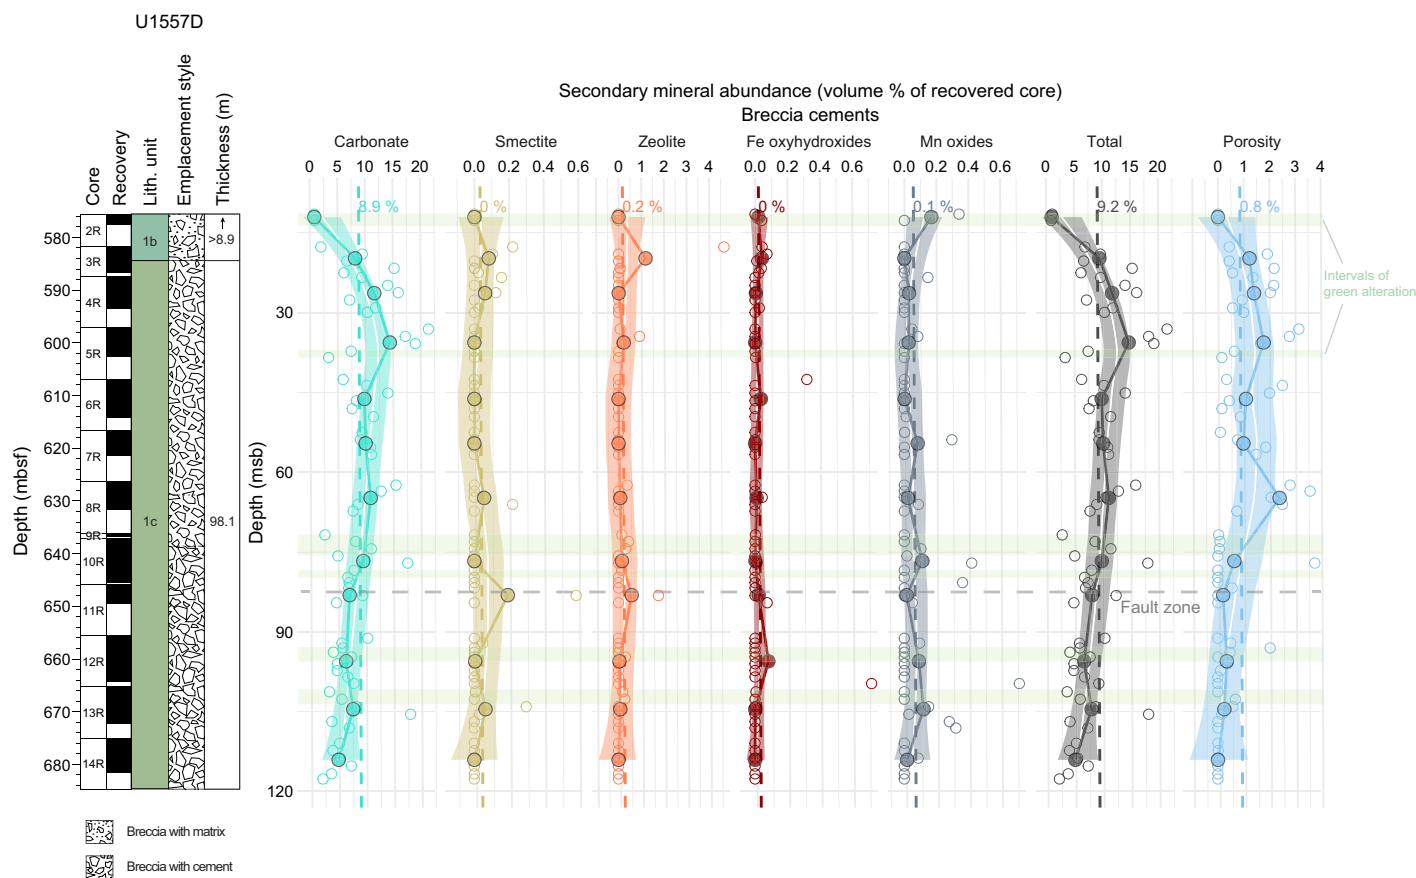 U1557D
Core
Recovery
Lith. unit
Emplacement style
Thickness (m)
Secondary mineral abundance (volume % of recovered core)
Breccia cements
Carbonate
Smectite
Zeolite
Fe oxyhydroxides
Mn oxides
Total
Porosity
0 5 10 15 20
0.0 0.2 0.4 0.6
0 1 2 3 4
0.0 0.2 0.4 0.6
0.0 0.2 0.4 0.6
0 5 10 15 20
0 1 2 3 4
8.9 %
0 %
0.2 %
0 %
0.1 %
9.2 %
0.8 %
Depth (mbsf)
580
590
600
610
620
630
640
650
660
670
680
2R
3R
4R
5R
6R
7R
8R
9R
10R
11R
12R
13R
14R
1b
1c
>8.9
98.1
Depth (msb)
30
60
90
120
Intervals of
green alteration
Fault zone
Breccia with matrix
Breccia with cement